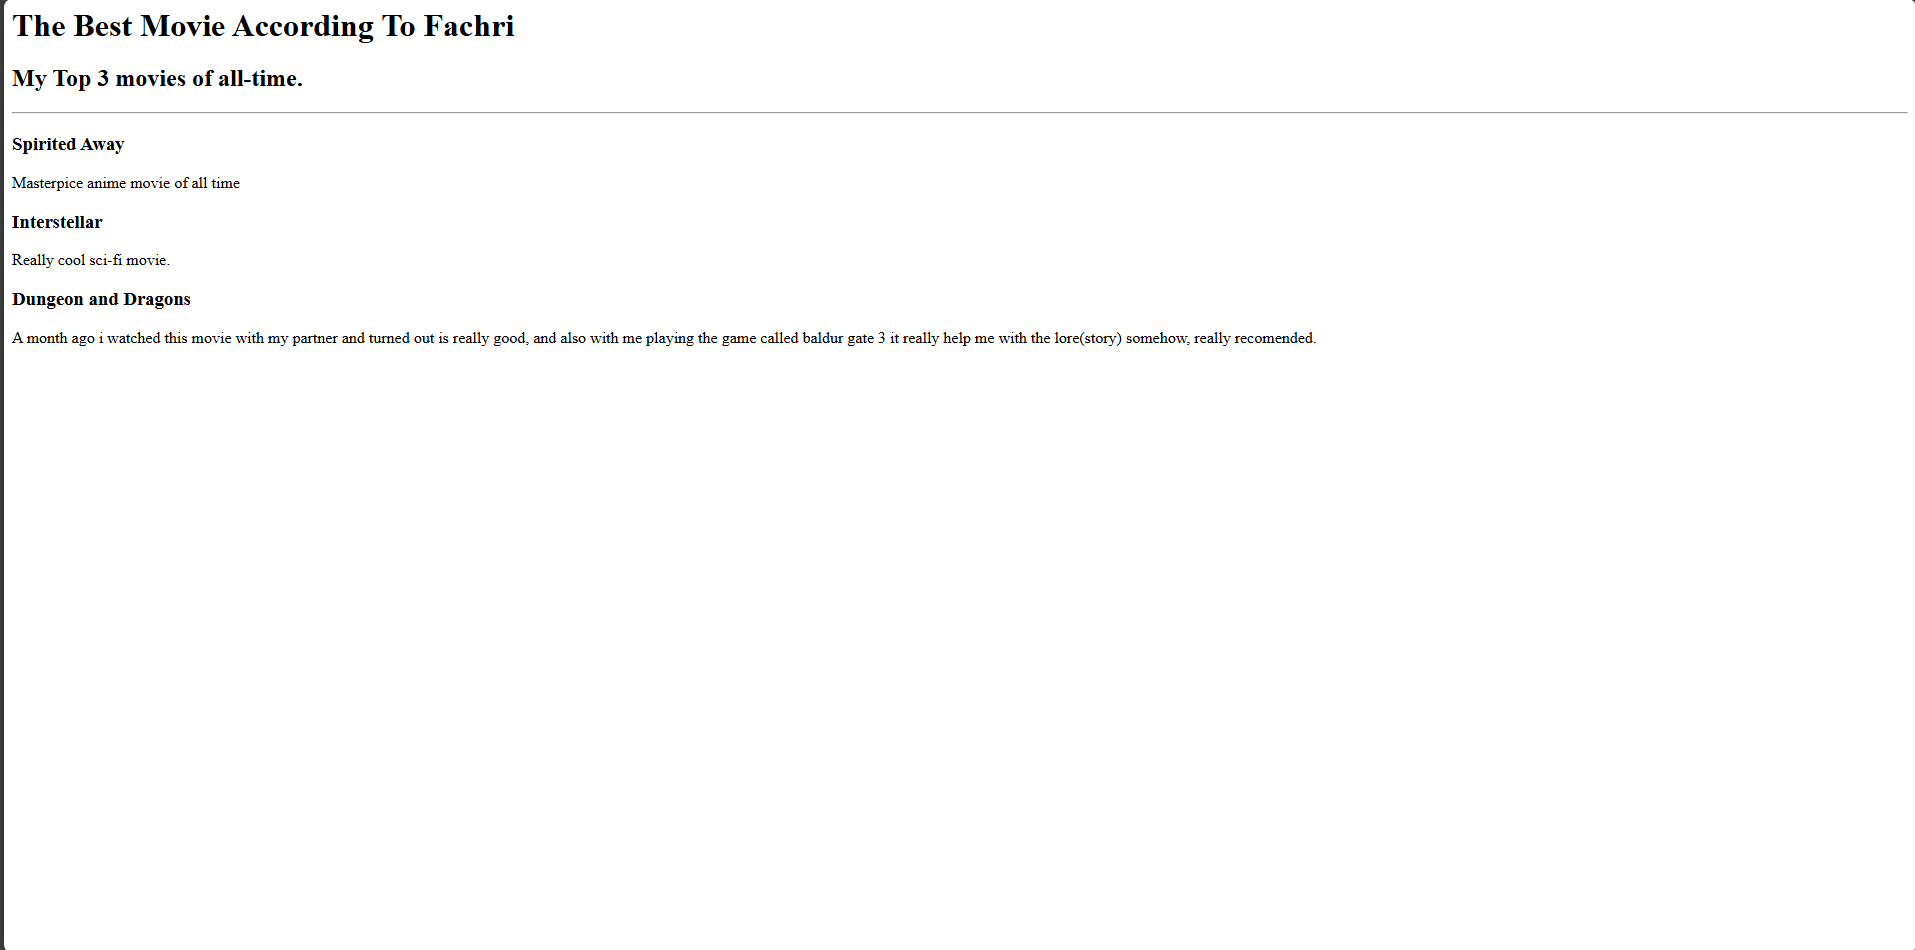 The Best Movie According To Fachri
My Top 3 movies of all-time.
Spirited Away
Masterpice anime movie of all time
Interstellar
Really cool sci-fi movie.
Dungeon and Dragons
A month ago i watched this movie with my partner and turned out is really good, and also with me playing the game called baldur gate 3 it really help me with the lore(story) somehow, really recomended.